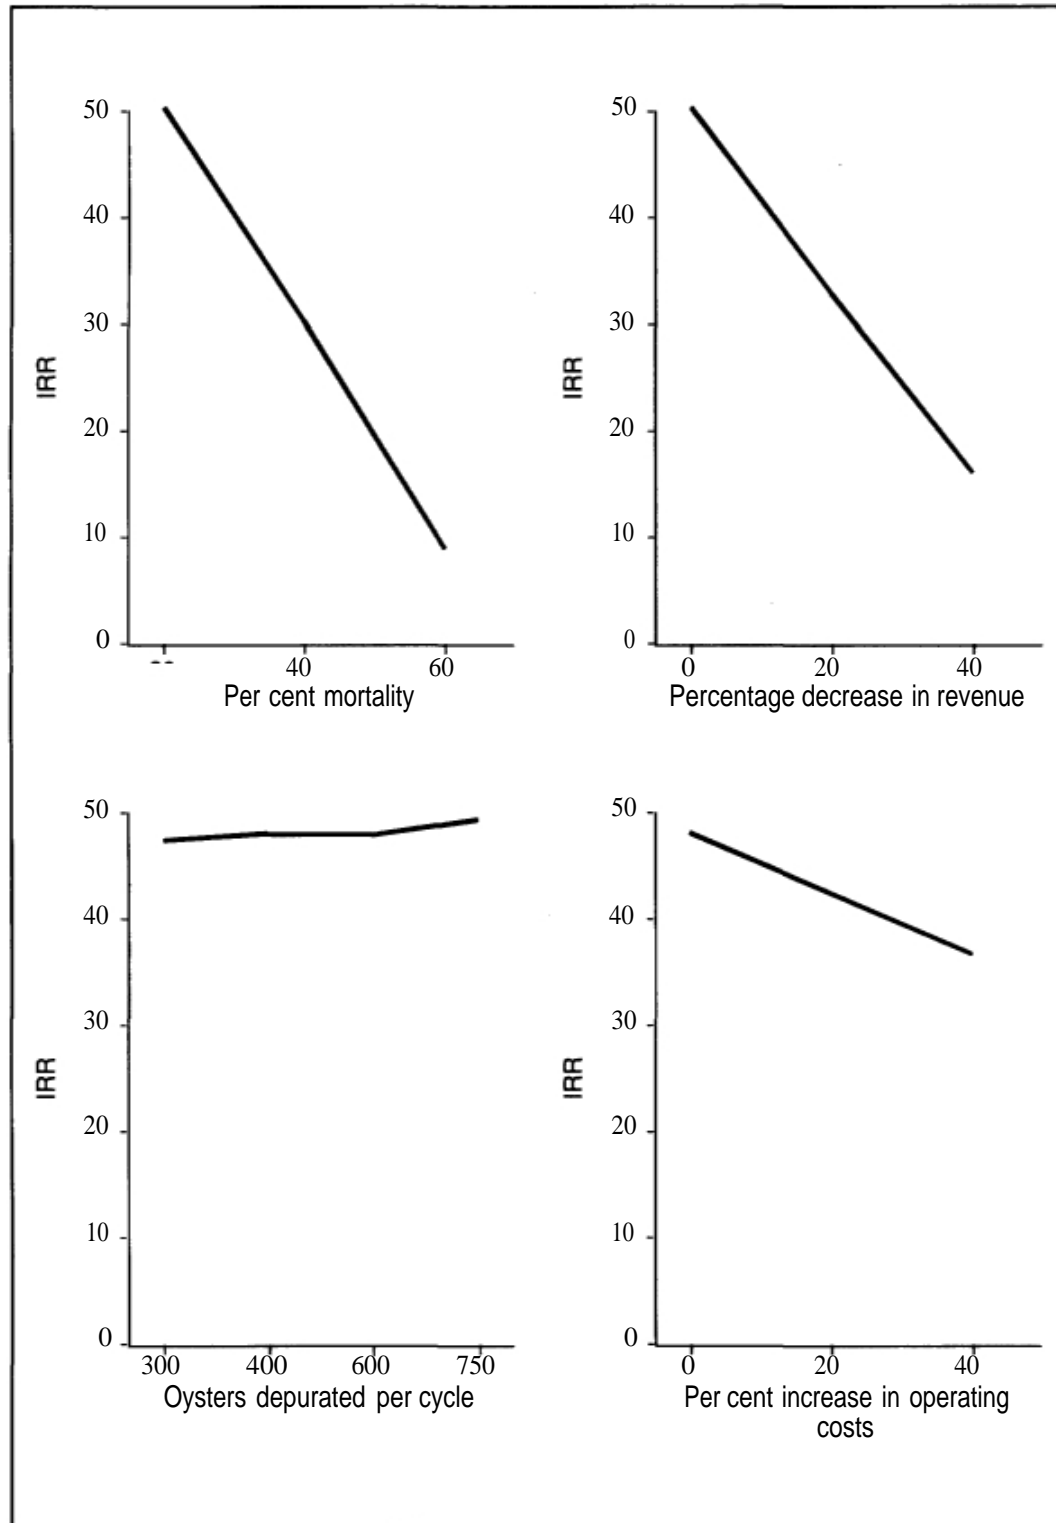 50
40
30
20
10
0
IRR
40 60
Per cent mortality
50
40
30
20
10
0
IRR
0 20 40
Percentage decrease in revenue
50
40
30
20
10
0
IRR
300 400 600 750
Oysters depurated per cycle
50
40
30
20
10
0
IRR
0 20 40
Per cent increase in operating
costs